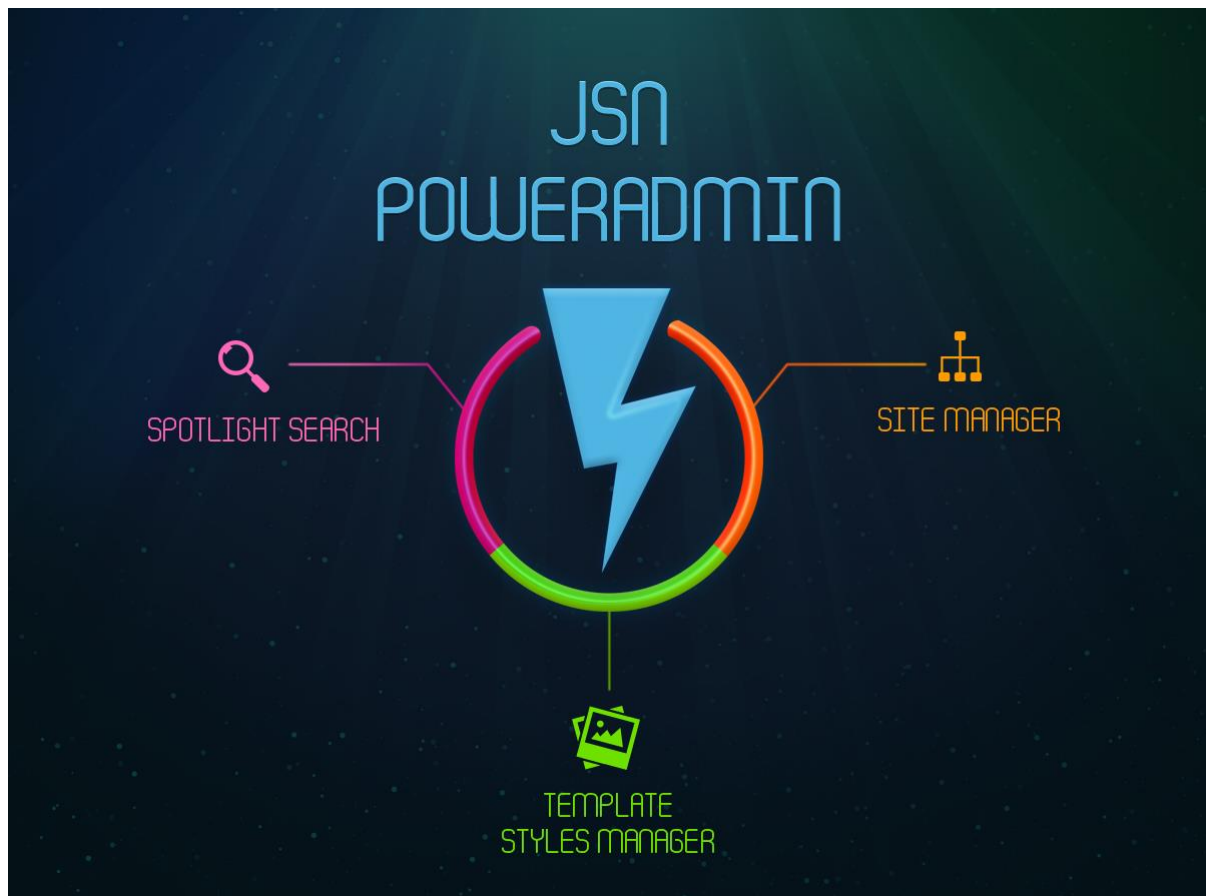 JSN
POWERADMIN
SPOTLIGHT SEARCH
SITE MANAGER
TEMPLATE
STYLES MANAGER